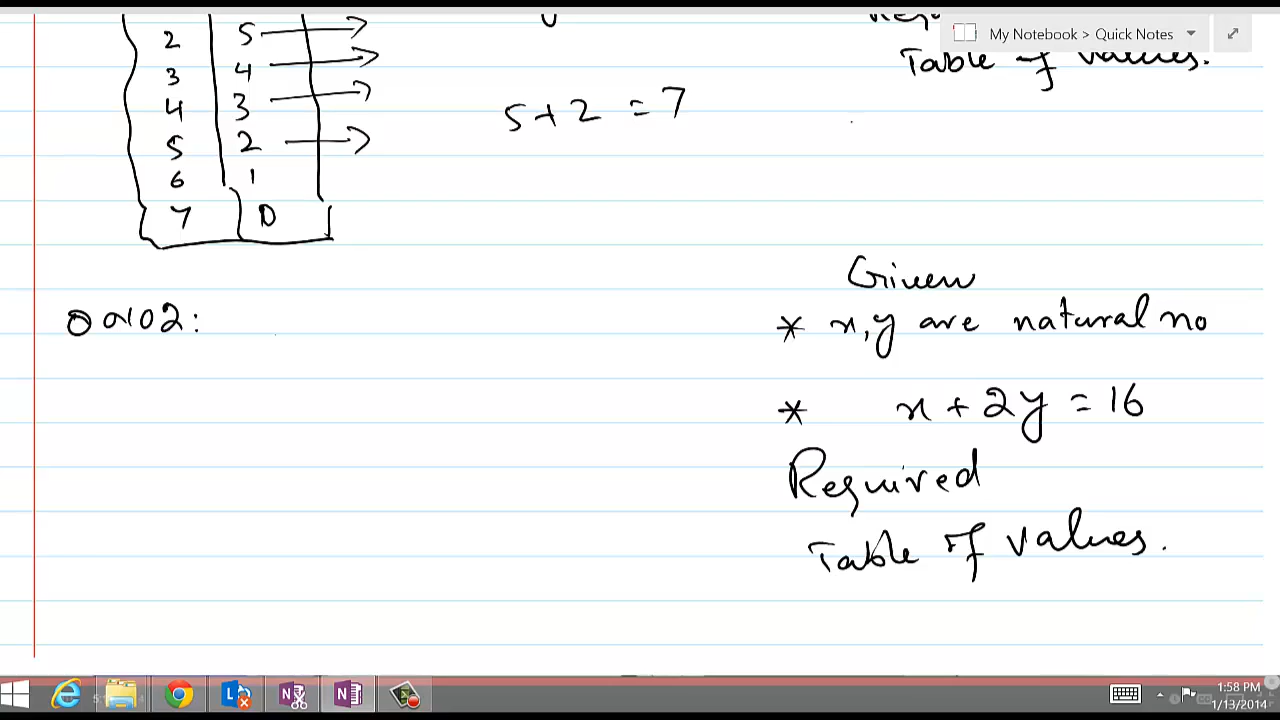 My Notebook > Quick Notes
Table of values.
2 5
3 4
4 3
5 2
6 1
7 0
5+2 = 7
Given
* x, y are natural no
* x + 2y = 16
Required
Table of values.
1:58 PM
1/13/2014